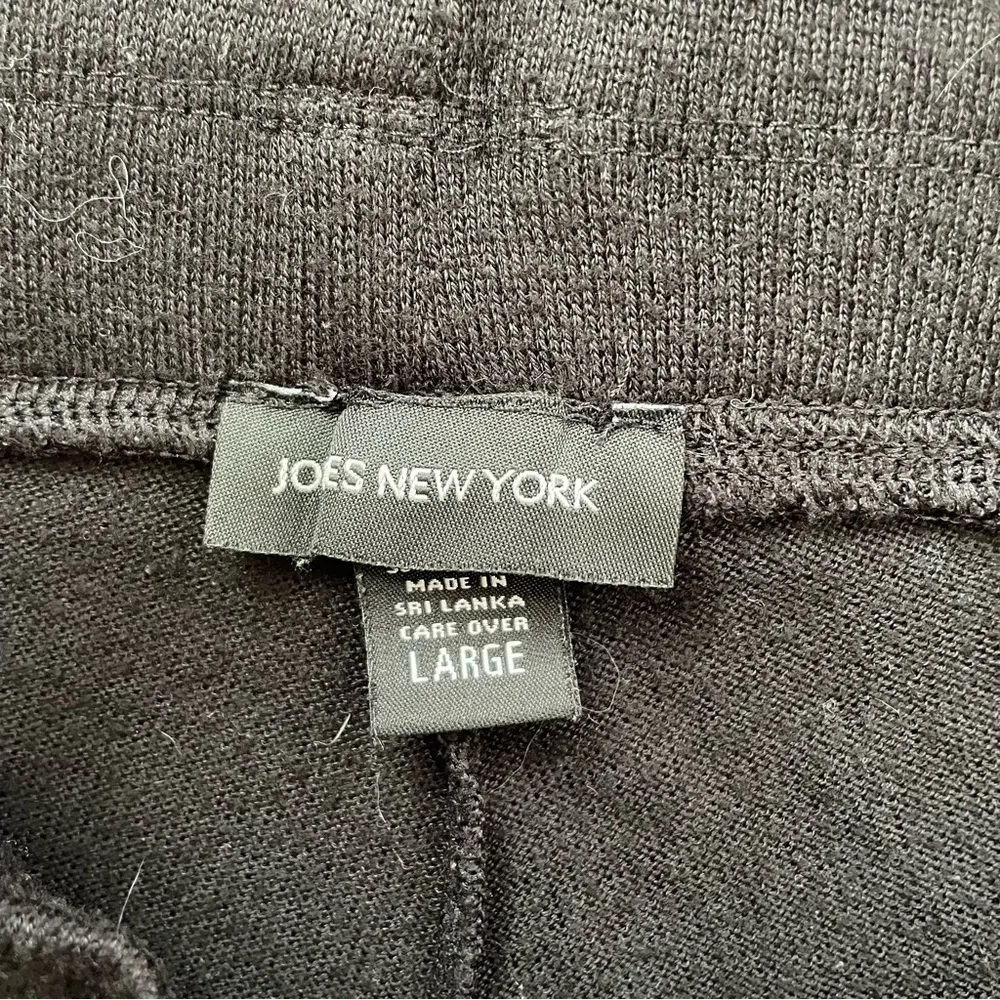 JOES NEW YORK
MADE IN
SRI LANKA
CARE OVER
LARGE